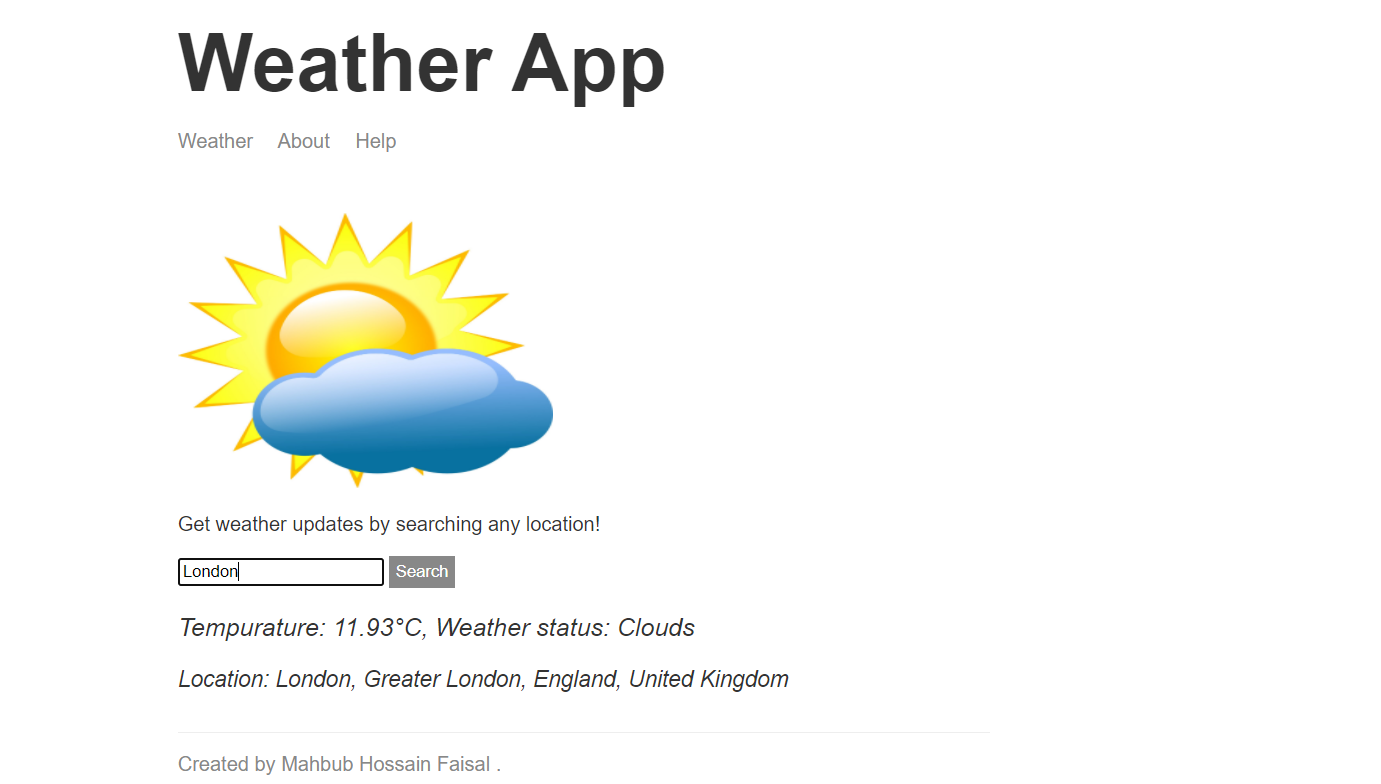 Weather App
Weather About Help
Get weather updates by searching any location!
London Search
Tempurature: 11.93°C, Weather status: Clouds
Location: London, Greater London, England, United Kingdom
Created by Mahbub Hossain Faisal .